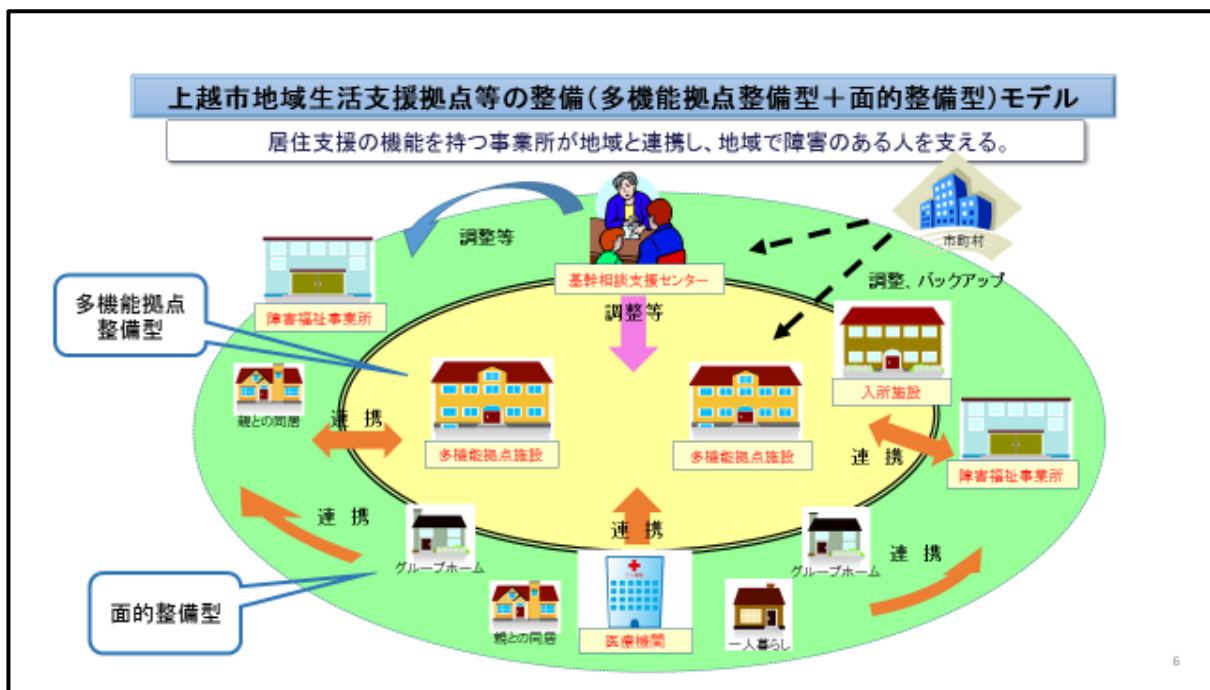 上越市地域生活支援拠点等の整備(多機能拠点整備型+面的整備型)モデル
居住支援の機能を持つ事業所が地域と連携し、地域で障害のある人を支える。
市町村
調整等
基幹相談支援センター
調整、バックアップ
調整等
多機能拠点
整備型
障害福祉事業所
入所施設
親との同居
連 携
多機能拠点施設
多機能拠点施設
連 携
障害福祉事業所
連 携
グループホーム
連 携
グループホーム
連 携
面的整備型
親との同居
医療機関
一人暮らし
6